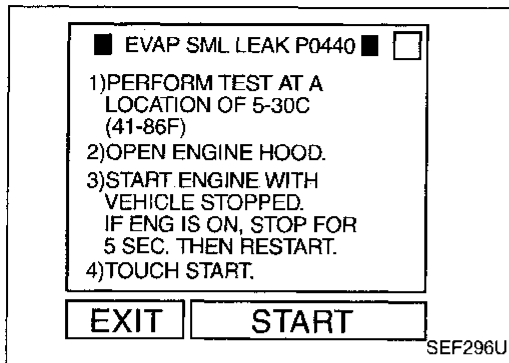 EVAP SML LEAK P0440
1)PERFORM TEST AT A
LOCATION OF 5-30C
(41-86F)
2)OPEN ENGINE HOOD.
3)START ENGINE WITH
VEHICLE STOPPED.
IF ENG IS ON, STOP FOR
5 SEC. THEN RESTART.
4)TOUCH START.
EXIT START
SEF296U